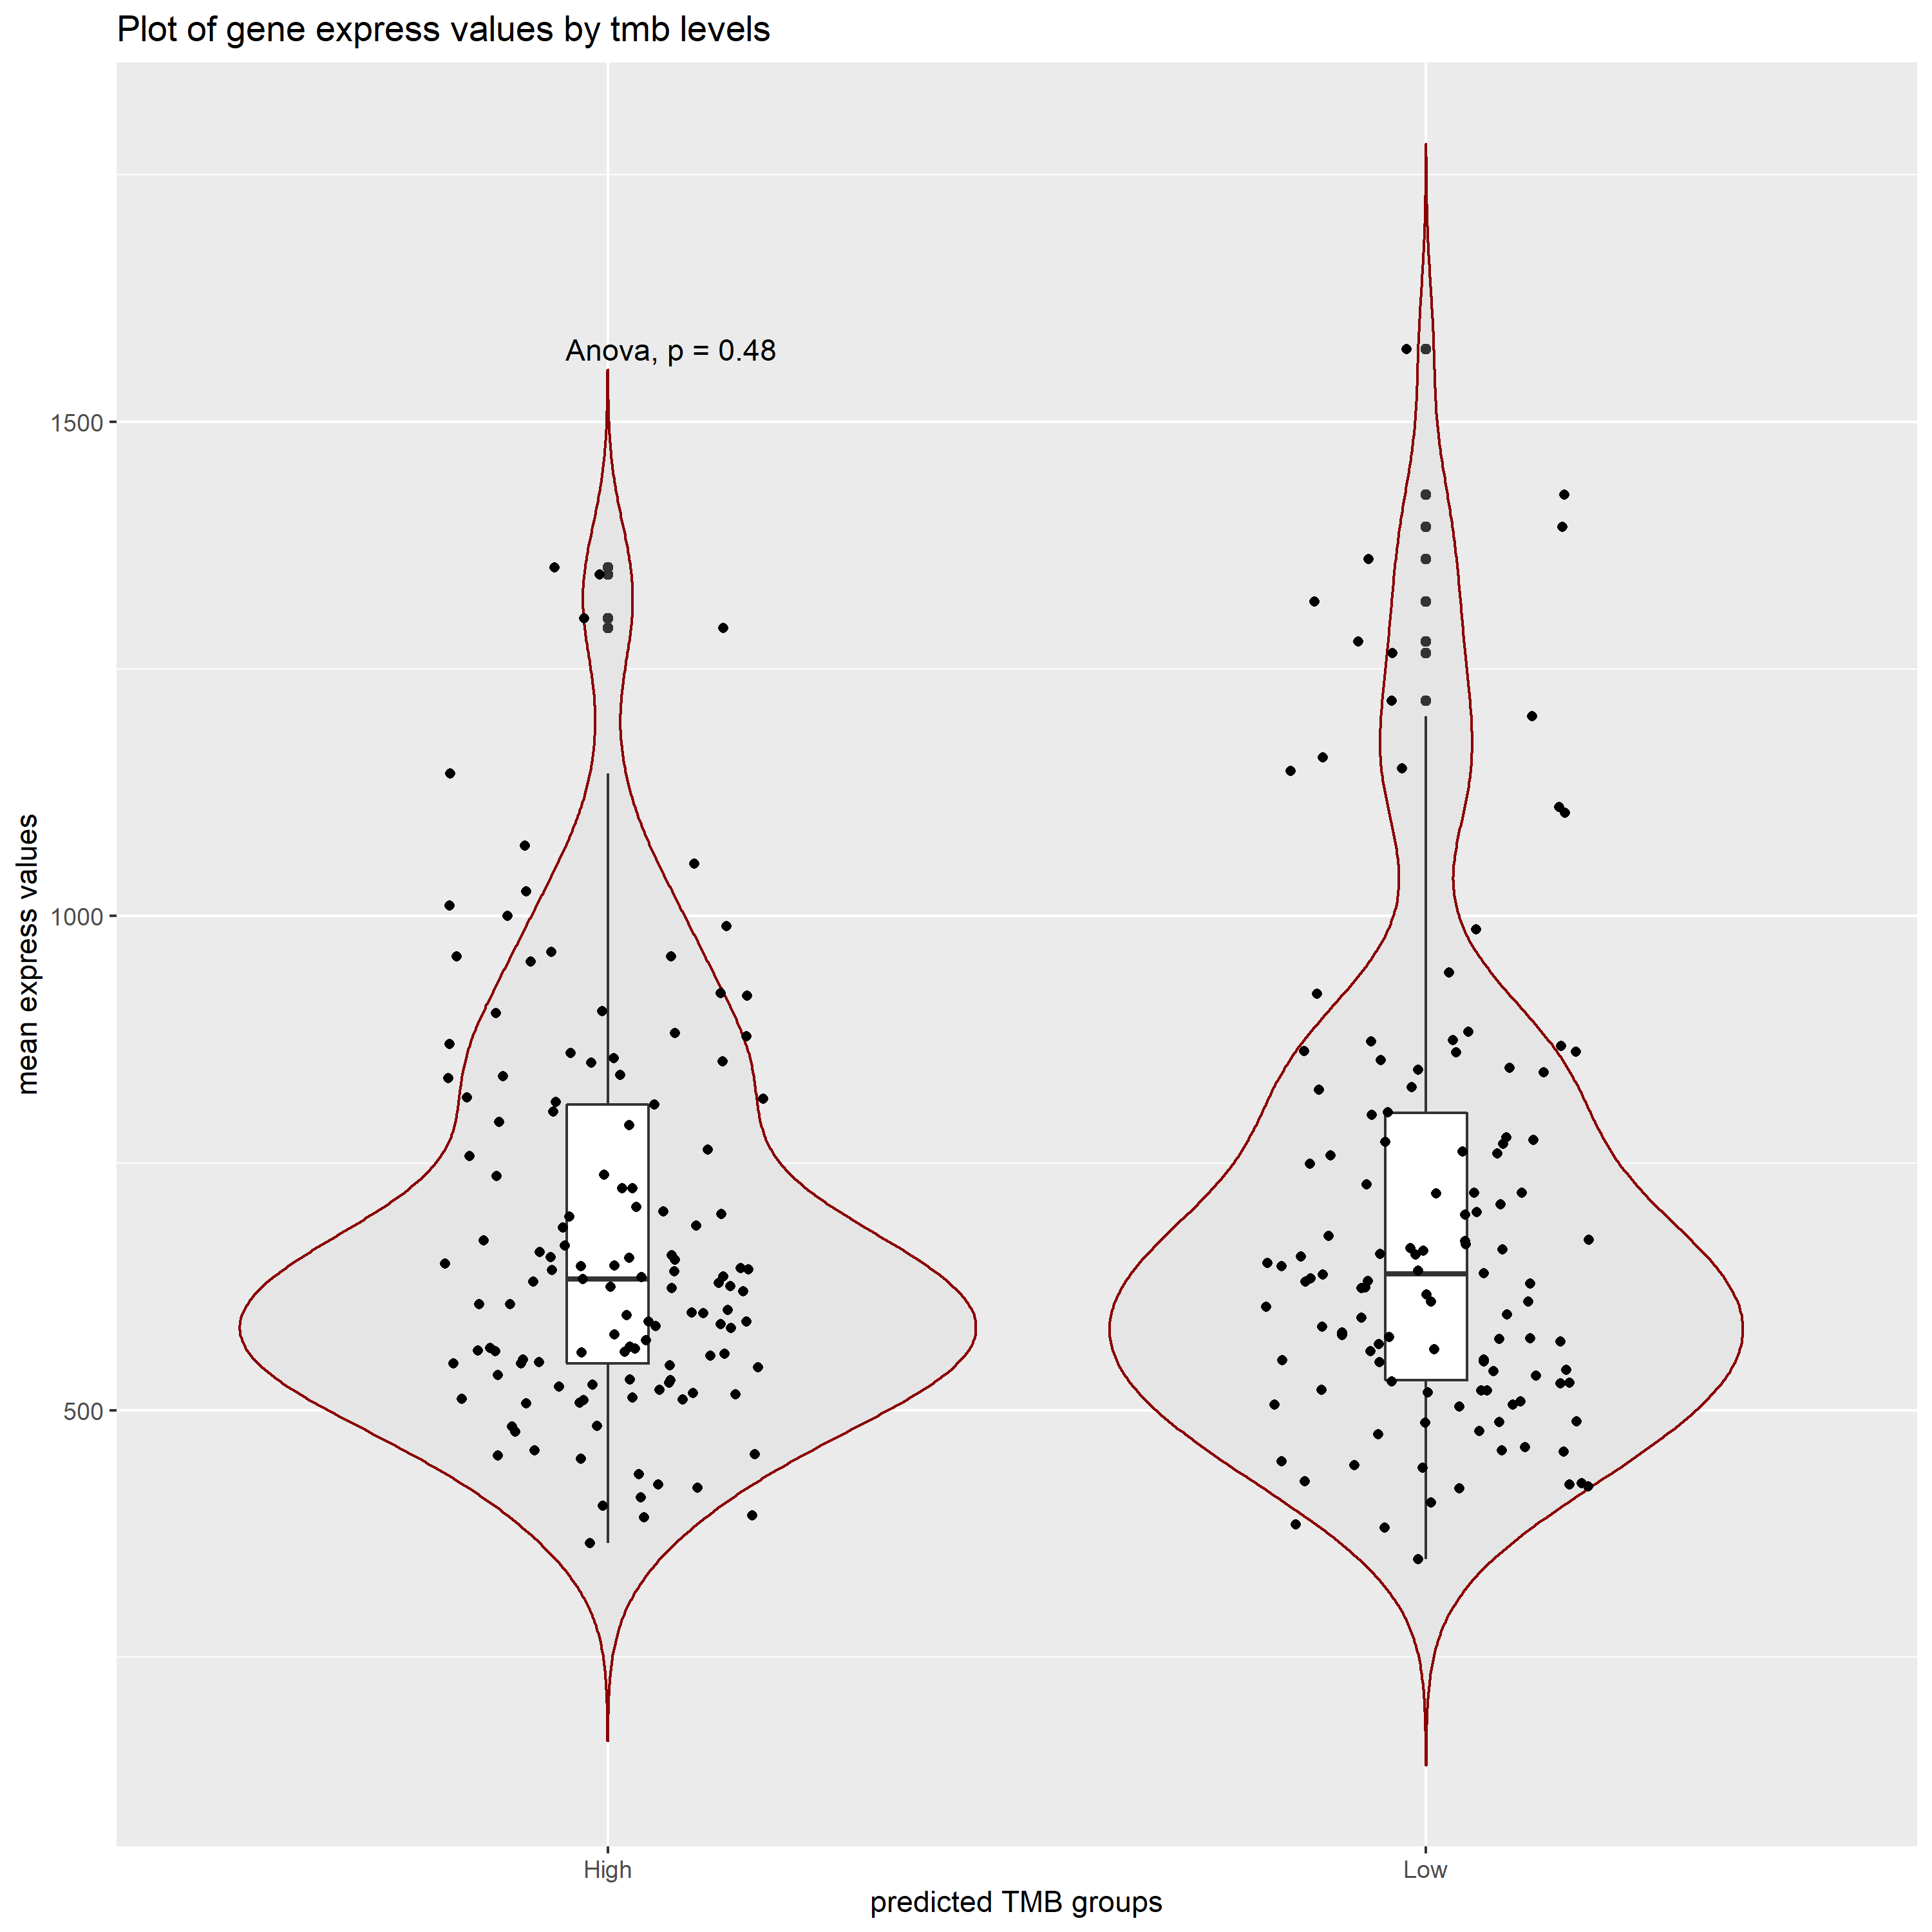 Plot of gene express values by tmb levels
Anova, p = 0.48
1500
1000
500
mean express values
High
Low
predicted TMB groups